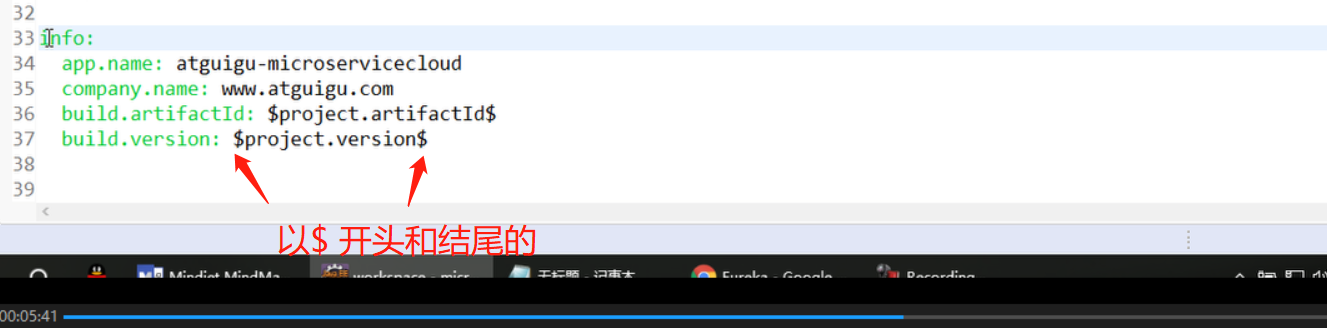 32
33 info:
34 app.name: atguigu-microservicecloud
35 company.name: www.atguigu.com
36 build.artifactId: $project.artifactId$
37 build.version: $project.version$
38
39
以$ 开头和结尾的
Mindjet MindMa... workspace - micr... 无标题 - 记事本 Eureka - Google... Recording...
00:05:41